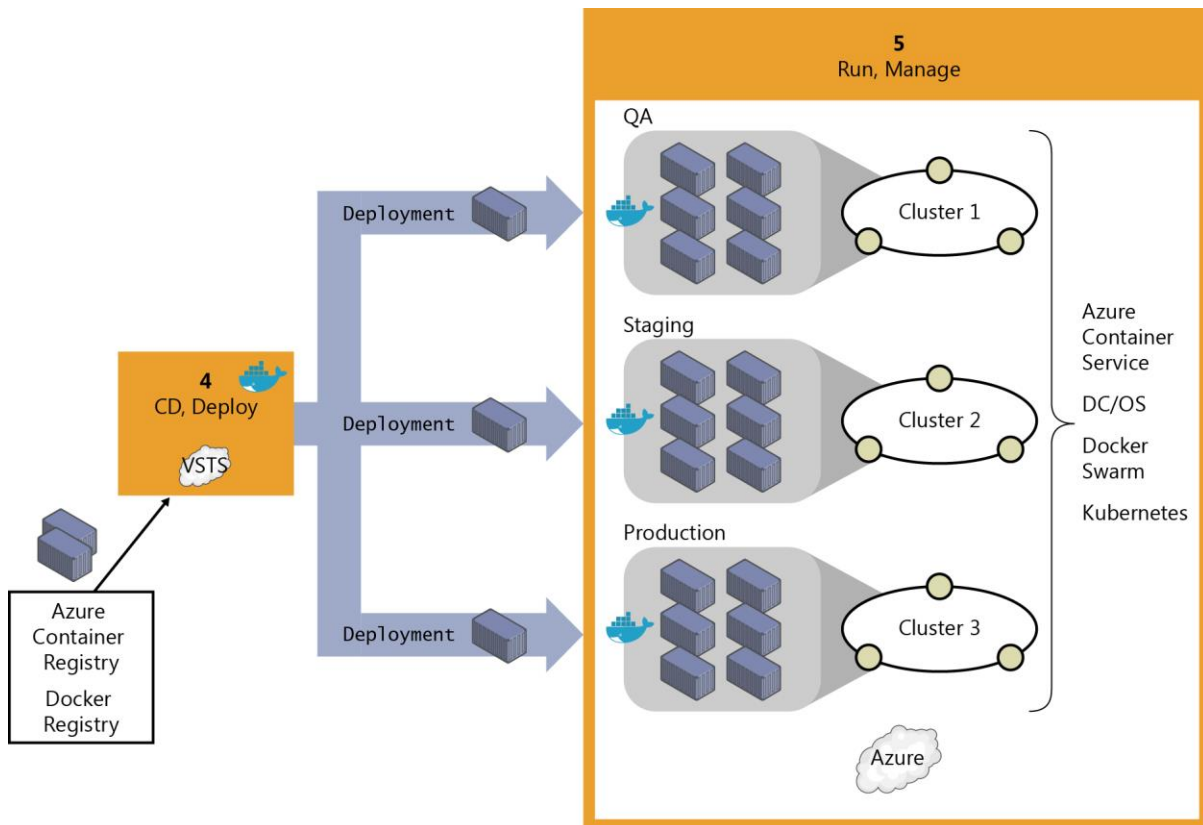 5
Run, Manage
QA
Deployment
Cluster 1
Staging
4
CD, Deploy
VSTS
Deployment
Cluster 2
Azure
Container
Service
DC/OS
Docker
Swarm
Kubernetes
Production
Deployment
Cluster 3
Azure
Container
Registry
Docker
Registry
Azure